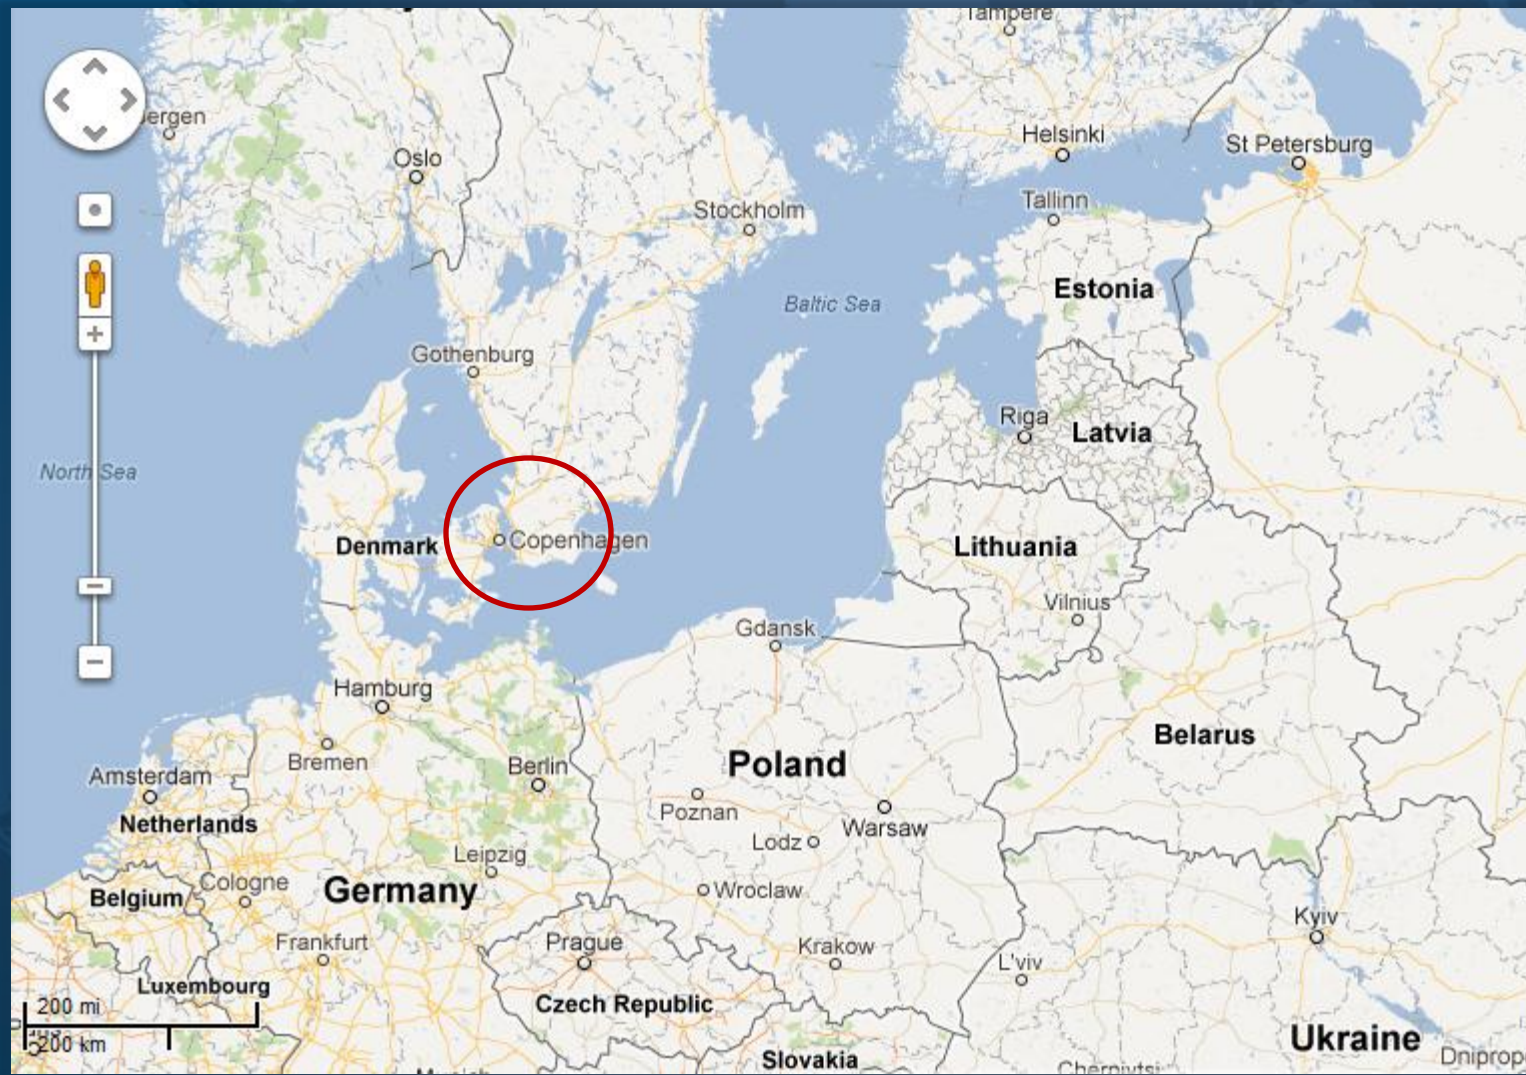 Tampere
Bergen
Helsinki
St Petersburg
Oslo
Tallinn
Stockholm
Estonia
Baltic Sea
Gothenburg
Riga
Latvia
North Sea
Copenhagen
Denmark
Lithuania
Vilnius
Gdansk
Hamburg
Belarus
Bremen
Berlin
Poland
Amsterdam
Poznan
Warsaw
Netherlands
Lodz
Leipzig
Cologne
Germany
Wroclaw
Belgium
Kyiv
Frankfurt
Prague
Krakow
L'viv
Luxembourg
200 mi
Czech Republic
200 km
Ukraine
Slovakia
Dniprop
Chernivtsi